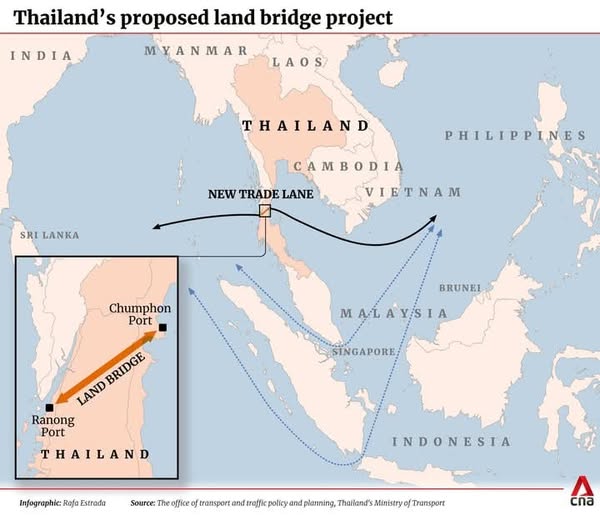 Thailand's proposed land bridge project
INDIA
MYANMAR
LAOS
THAILAND
PHILIPPINES
CAMBODIA
VIETNAM
NEW TRADE LANE
SRI LANKA
BRUNEI
MALAYSIA
SINGAPORE
INDONESIA
Chumphon
Port
LAND BRIDGE
Ranong
Port
THAILAND
Infographic: Rafa Estrada
Source: The office of transport and traffic policy and planning, Thailand's Ministry of Transport
cna